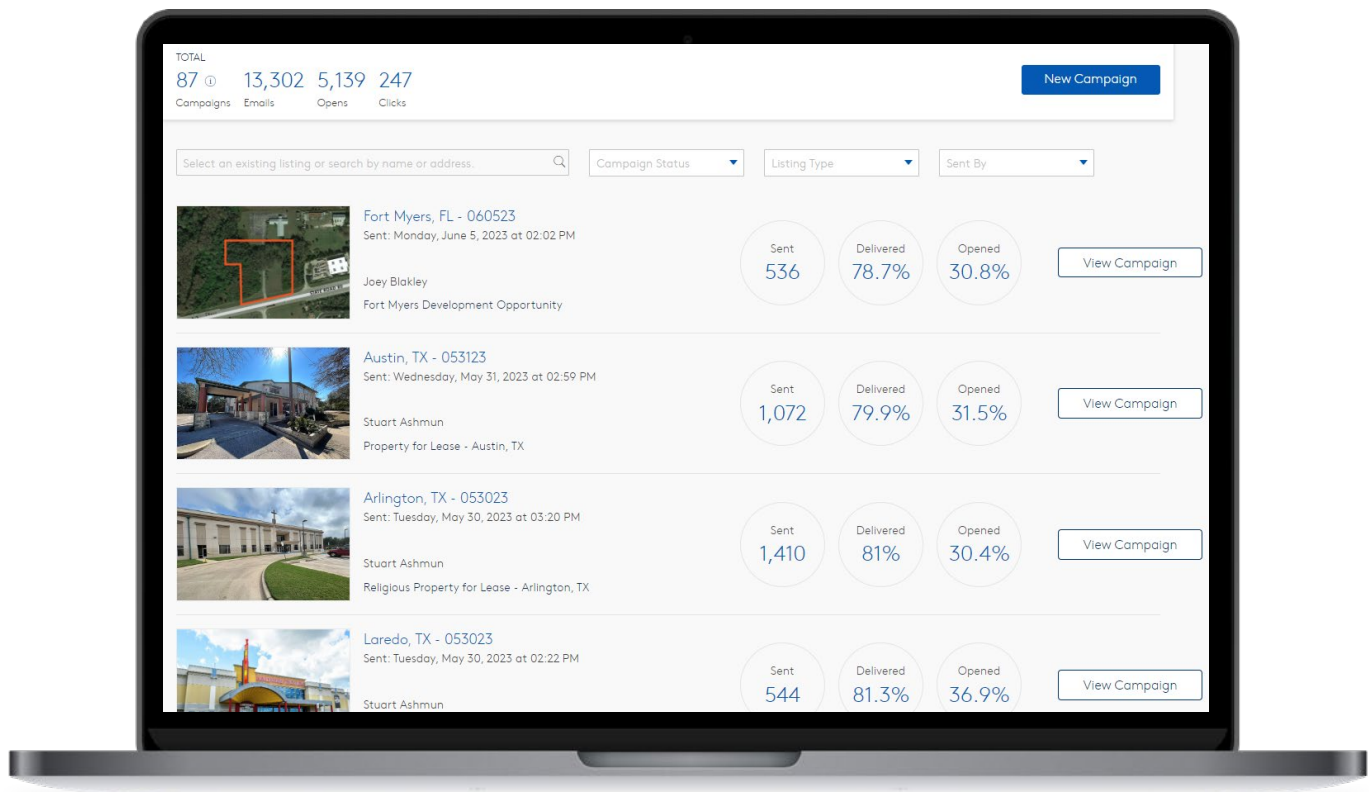 TOTAL
87 13,302 5,139 247
Campaigns Emails Opens Clicks
New Campaign
Select an existing listing or search by name or address.
Campaign Status
Listing Type
Sent By
Fort Myers, FL - 060523
Sent: Monday, June 5, 2023 at 02:02 PM
Joey Blakley
Fort Myers Development Opportunity
Sent Delivered Opened
536 78.7% 30.8%
View Campaign
Austin, TX - 053123
Sent: Wednesday, May 31, 2023 at 02:59 PM
Stuart Ashmun
Property for Lease - Austin, TX
Sent Delivered Opened
1,072 79.9% 31.5%
View Campaign
Arlington, TX - 053023
Sent: Tuesday, May 30, 2023 at 03:20 PM
Stuart Ashmun
Religious Property for Lease - Arlington, TX
Sent Delivered Opened
1,410 81% 30.4%
View Campaign
Laredo, TX - 053023
Sent: Tuesday, May 30, 2023 at 02:22 PM
Stuart Ashmun
Sent Delivered Opened
544 81.3% 36.9%
View Campaign